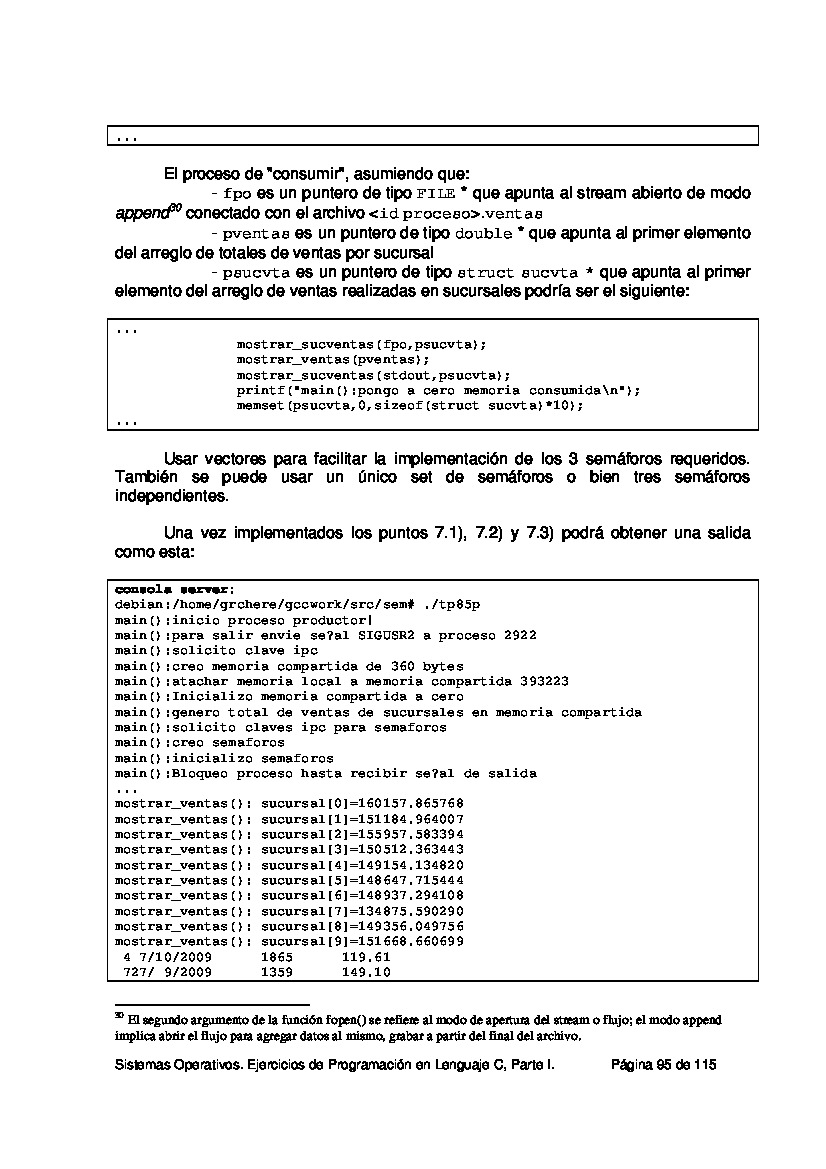 ...
El proceso de "consumir", asumiendo que:
- fpo es un puntero de tipo FILE * que apunta al stream abierto de modo
append30 conectado con el archivo <id proceso>.ventas
- pventas es un puntero de tipo double * que apunta al primer elemento
del arreglo de totales de ventas por sucursal
- psucvta es un puntero de tipo struct sucvta * que apunta al primer
elemento del arreglo de ventas realizadas en sucursales podría ser el siguiente:
...
mostrar_sucventas(fpo,psucvta);
mostrar_ventas(pventas);
mostrar_sucventas(stdout,psucvta);
printf("main():pongo a cero memoria consumida\n");
memset(psucvta,0,sizeof(struct sucvta)*10);
...
Usar vectores para facilitar la implementación de los 3 semáforos requeridos.
También se puede usar un único set de semáforos o bien tres semáforos
independientes.
Una vez implementados los puntos 7.1), 7.2) y 7.3) podrá obtener una salida
como esta:
consola server:
debian:/home/grchere/gccwork/src/sem# ./tp85p
main():inicio proceso productor!
main():para salir envie se?al SIGUSR2 a proceso 2922
main():solicito clave ipc
main():creo memoria compartida de 360 bytes
main():atachar memoria local a memoria compartida 393223
main():Inicializo memoria compartida a cero
main():genero total de ventas de sucursales en memoria compartida
main():solicito claves ipc para semaforos
main():creo semaforos
main():inicializo semaforos
main():Bloqueo proceso hasta recibir se?al de salida
...
mostrar_ventas(): sucursal[0]=160157.865768
mostrar_ventas(): sucursal[1]=151184.964007
mostrar_ventas(): sucursal[2]=155957.583394
mostrar_ventas(): sucursal[3]=150512.363443
mostrar_ventas(): sucursal[4]=149154.134820
mostrar_ventas(): sucursal[5]=148647.715444
mostrar_ventas(): sucursal[6]=148937.294108
mostrar_ventas(): sucursal[7]=134875.590290
mostrar_ventas(): sucursal[8]=149356.049756
mostrar_ventas(): sucursal[9]=151668.660699
4 7/10/2009 1865 119.61
727/ 9/2009 1359 149.10
30 El segundo argumento de la función fopen() se refiere al modo de apertura del stream o flujo; el modo append
implica abrir el flujo para agregar datos al mismo, grabar a partir del final del archivo.
Sistemas Operativos. Ejercicios de Programación en Lenguaje C, Parte I. Página 95 de 115